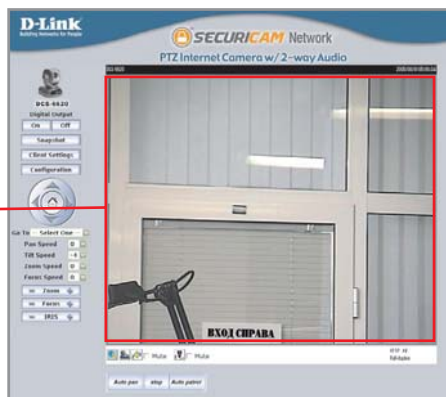 D-Link
Building Networks for People
SECURICAM Network
PTZ Internet Camera w/ 2-way Audio
DCS-6620
DCS-6620
Digital Output
On Off
Snapshot
Client Settings
Configuration
Go To -- Select One --
Pan Speed 0
Tilt Speed -4
Zoom Speed 0
Focus Speed 0
Zoom
Focus
IRIS
ВХОД СПРАВА
Mute Mute
Auto pan stop Auto patrol